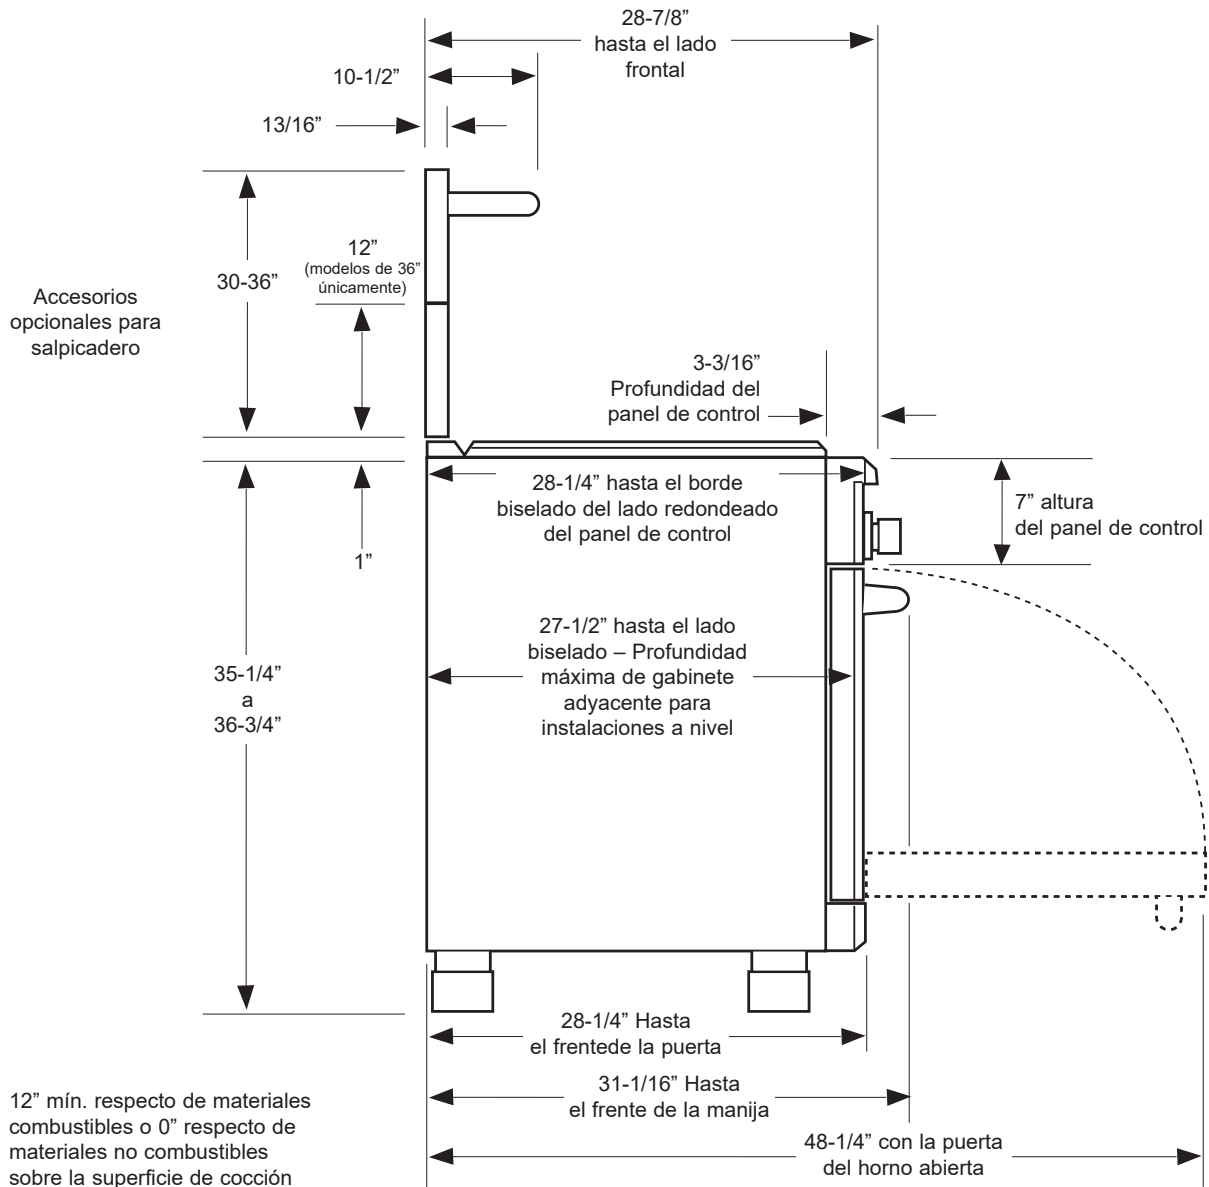 28-7/8”
hasta el lado
frontal
10-1/2”
13/16”
12”
(modelos de 36”
únicamente)
30-36”
Accesorios
opcionales para
salpicadero
3-3/16”
Profundidad del
panel de control
28-1/4” hasta el borde
biselado del lado redondeado
del panel de control
7” altura
del panel de control
1”
27-1/2” hasta el lado
biselado – Profundidad
máxima de gabinete
adyacente para
instalaciones a nivel
35-1/4”
a
36-3/4”
28-1/4” Hasta
el frentede la puerta
31-1/16” Hasta
el frente de la manija
12” mín. respecto de materiales
combustibles o 0” respecto de
materiales no combustibles
sobre la superficie de cocción
48-1/4” con la puerta
del horno abierta